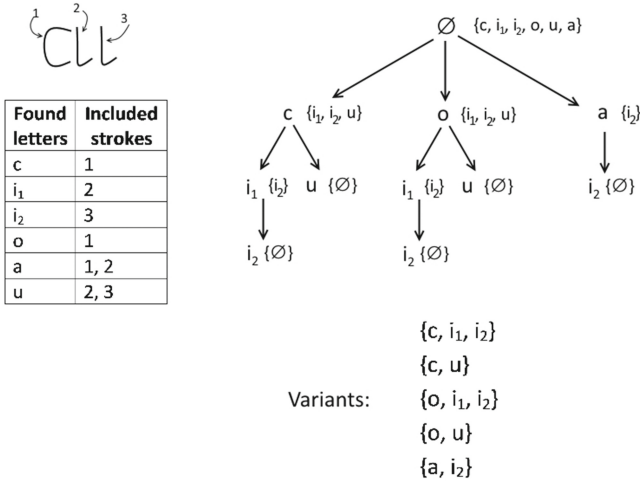 1 2 3
Found letters Included strokes
c 1
i₁ 2
i₂ 3
o 1
a 1, 2
u 2, 3
∅ {c, i₁, i₂, o, u, a}
c {i₁, i₂, u} o {i₁, i₂, u} a {i₂}
i₁ {i₂} u {∅} i₁ {i₂} u {∅} i₂ {∅}
i₂ {∅} i₂ {∅}
{c, i₁, i₂}
{c, u}
Variants: {o, i₁, i₂}
{o, u}
{a, i₂}